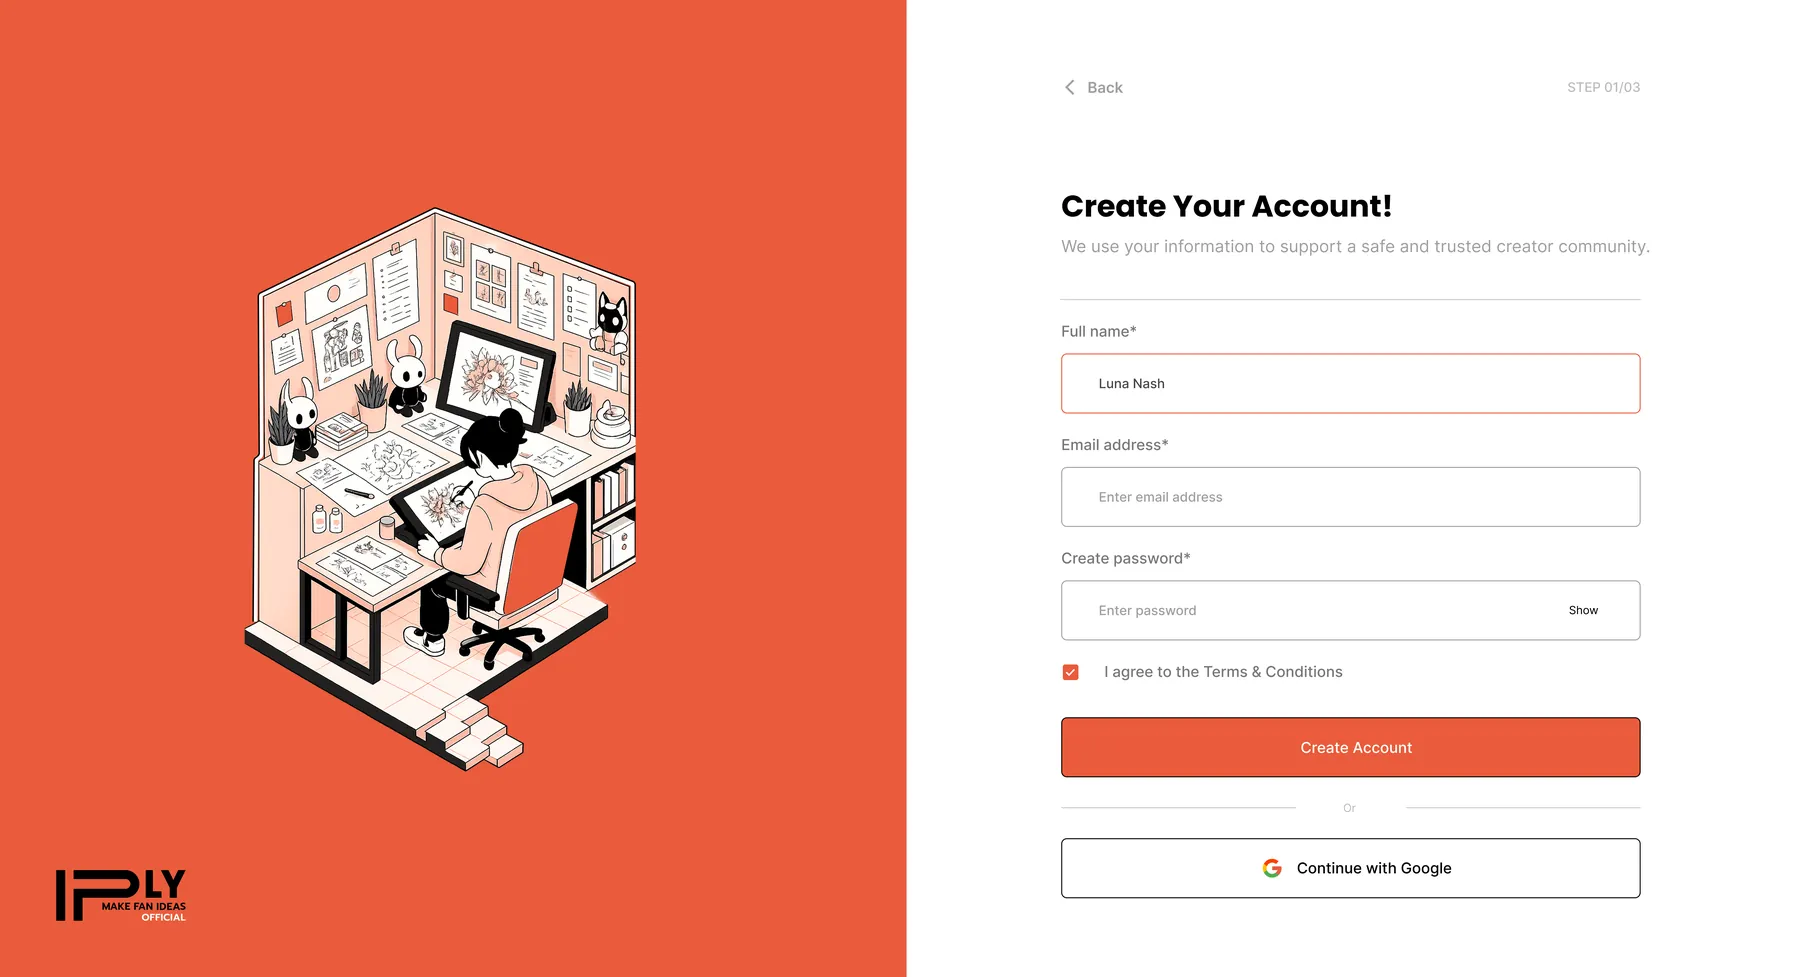 Back
STEP 01/03
Create Your Account!
We use your information to support a safe and trusted creator community.
Full name*
Luna Nash
Email address*
Enter email address
Create password*
Enter password
Show
I agree to the Terms & Conditions
Create Account
Or
Continue with Google
IPLY
MAKE FAN IDEAS
OFFICIAL